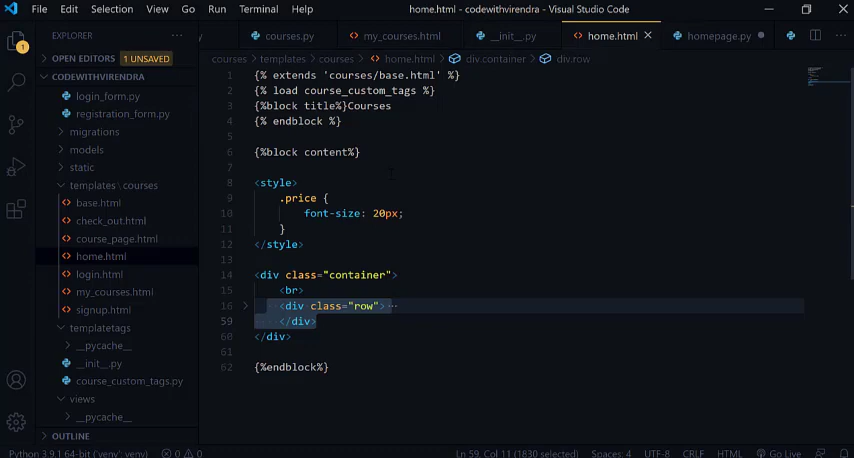 File Edit Selection View Go Run Terminal Help home.html - codewithvirendra - Visual Studio Code
EXPLORER
OPEN EDITORS 1 UNSAVED
CODEWITHVIRENDRA
login_form.py
registration_form.py
migrations
models
static
templates \ courses
base.html
check_out.html
course_page.html
home.html
login.html
my_courses.html
signup.html
templatetags
__pycache__
__init__.py
course_custom_tags.py
views
__pycache__
OUTLINE
1
y courses.py my_courses.html __init__.py home.html homepage.py
courses > templates > courses > home.html > div.container > div.row
1 {% extends 'courses/base.html' %}
2 {% load course_custom_tags %}
3 {%block title%}Courses
4 {% endblock %}
5
6 {%block content%}
7
8 <style>
9 .price {
10 font-size: 20px;
11 }
12 </style>
13
14 <div class="container">
15 <br>
16 <div class="row"> ...
59 </div>
60 </div>
61
62 {%endblock%}
Python 3.9.1 64-bit ('venv': venv) 0 0 Ln 59, Col 11 (1830 selected) Spaces: 4 UTF-8 CRLF HTML Go Live